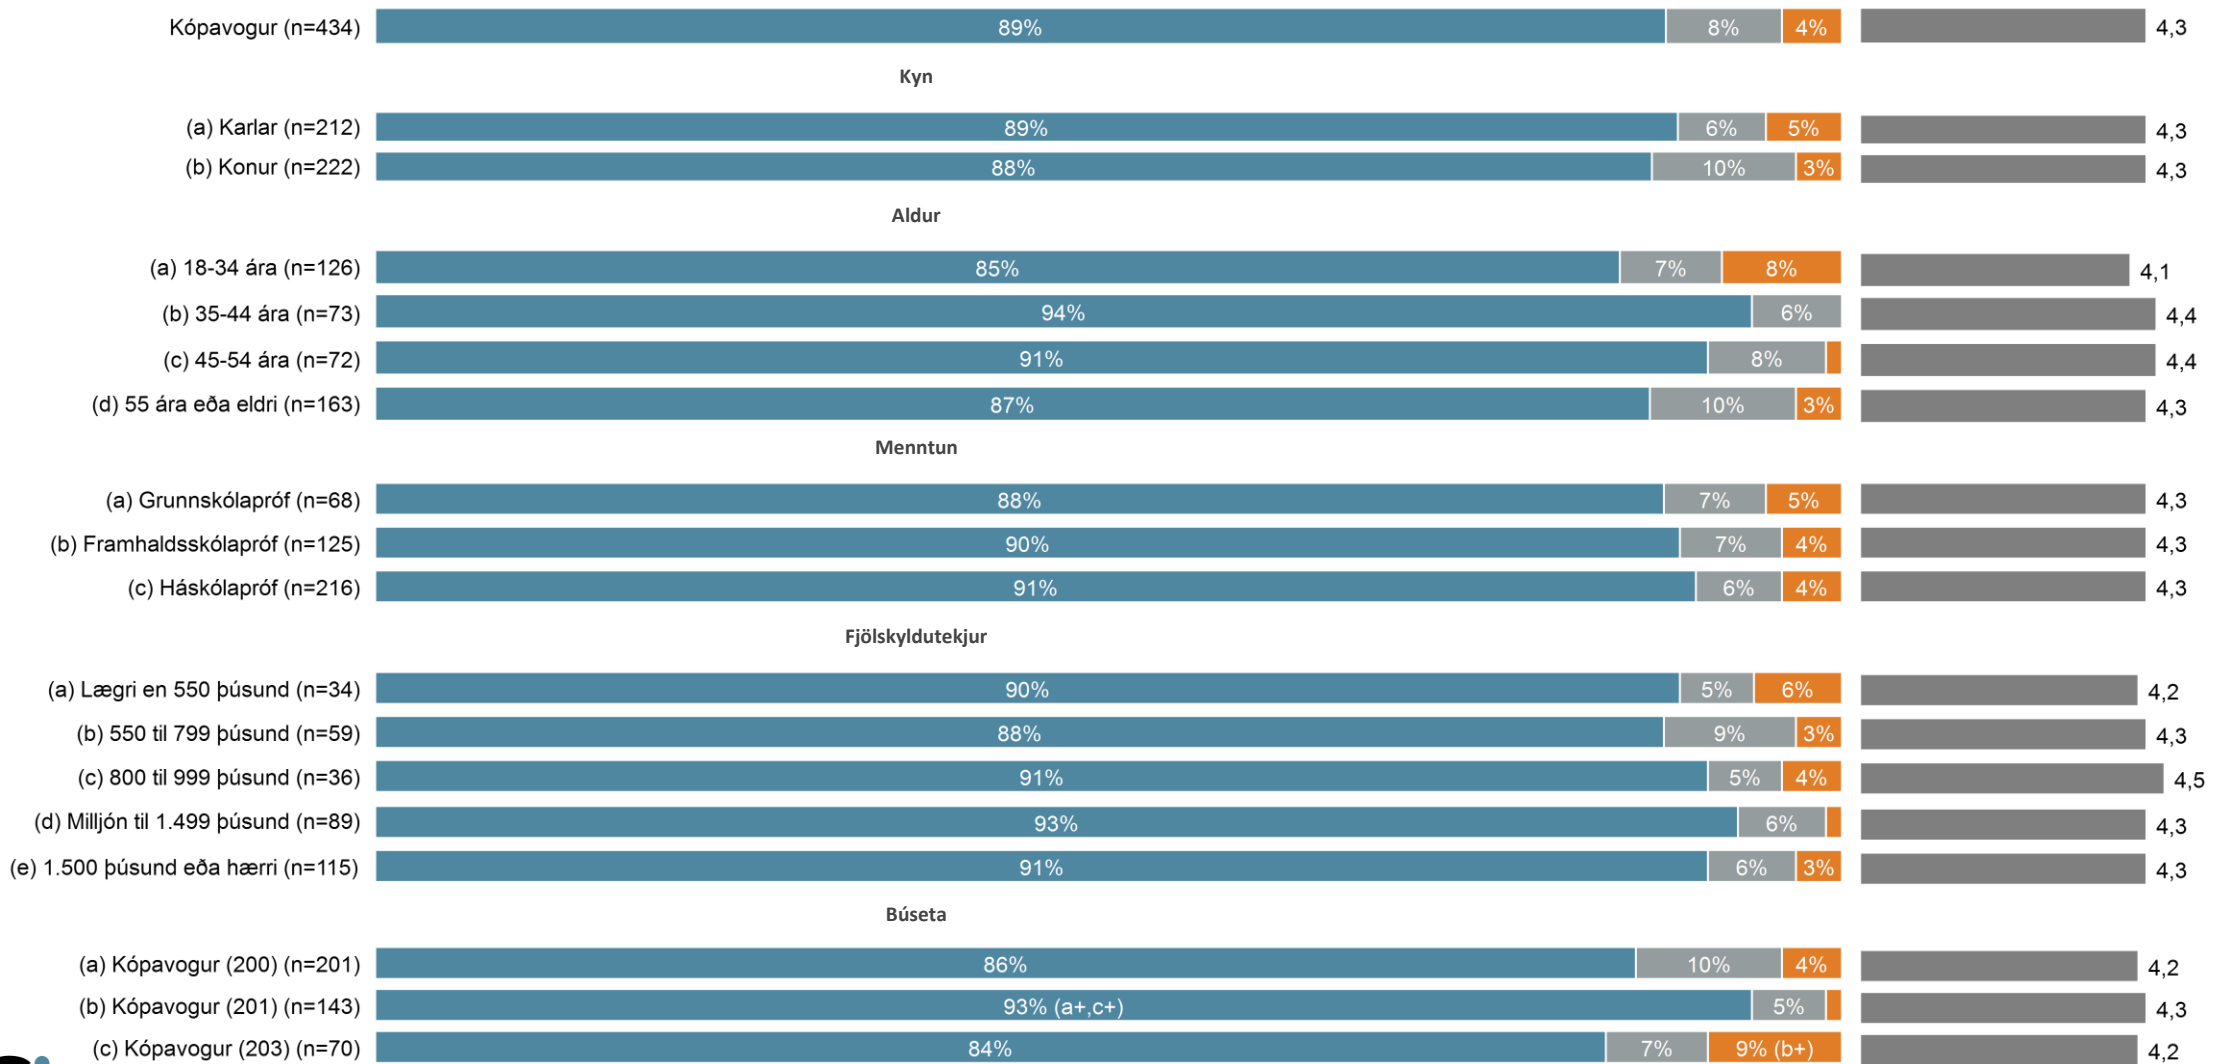 Kópavogur (n=434) 89% 8% 4% 4,3
Kyn
(a) Karlar (n=212) 89% 6% 5% 4,3
(b) Konur (n=222) 88% 10% 3% 4,3
Aldur
(a) 18-34 ára (n=126) 85% 7% 8% 4,1
(b) 35-44 ára (n=73) 94% 6% 4,4
(c) 45-54 ára (n=72) 91% 8% 4,4
(d) 55 ára eða eldri (n=163) 87% 10% 3% 4,3
Menntun
(a) Grunnskólapróf (n=68) 88% 7% 5% 4,3
(b) Framhaldsskólapróf (n=125) 90% 7% 4% 4,3
(c) Háskólapróf (n=216) 91% 6% 4% 4,3
Fjölskyldutekjur
(a) Lægri en 550 þúsund (n=34) 90% 5% 6% 4,2
(b) 550 til 799 þúsund (n=59) 88% 9% 3% 4,3
(c) 800 til 999 þúsund (n=36) 91% 5% 4% 4,5
(d) Milljón til 1.499 þúsund (n=89) 93% 6% 4,3
(e) 1.500 þúsund eða hærri (n=115) 91% 6% 3% 4,3
Búseta
(a) Kópavogur (200) (n=201) 86% 10% 4% 4,2
(b) Kópavogur (201) (n=143) 93% (a+,c+) 5% 4,3
(c) Kópavogur (203) (n=70) 84% 7% 9% (b+) 4,2